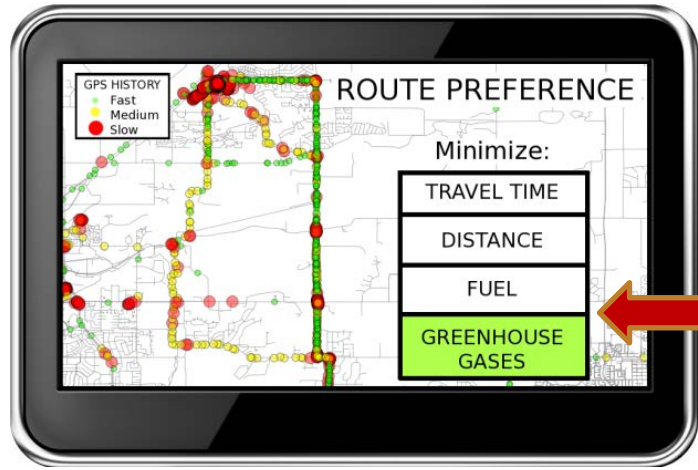 GPS HISTORY
Fast
Medium
Slow
ROUTE PREFERENCE
Minimize:
TRAVEL TIME
DISTANCE
FUEL
GREENHOUSE
GASES